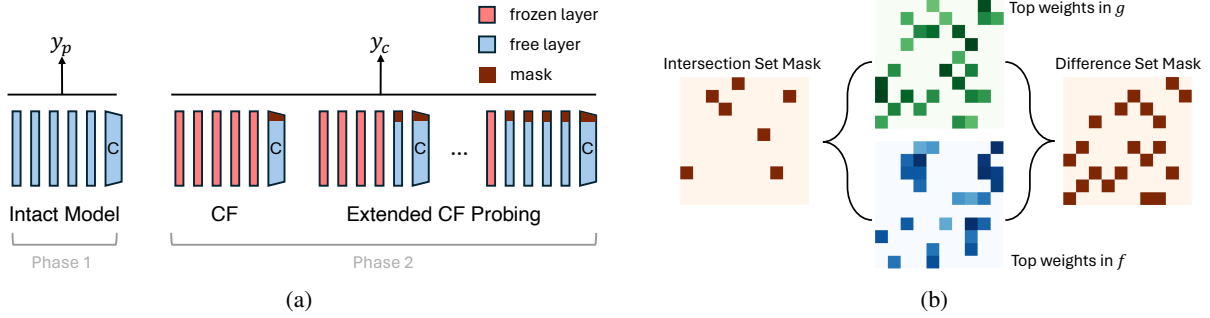 y_p
y_c
frozen layer
free layer
mask
C
C
C
...
C
Intact Model
CF
Extended CF Probing
Phase 1
Phase 2
(a)
Top weights in g
Intersection Set Mask
Difference Set Mask
Top weights in f
(b)